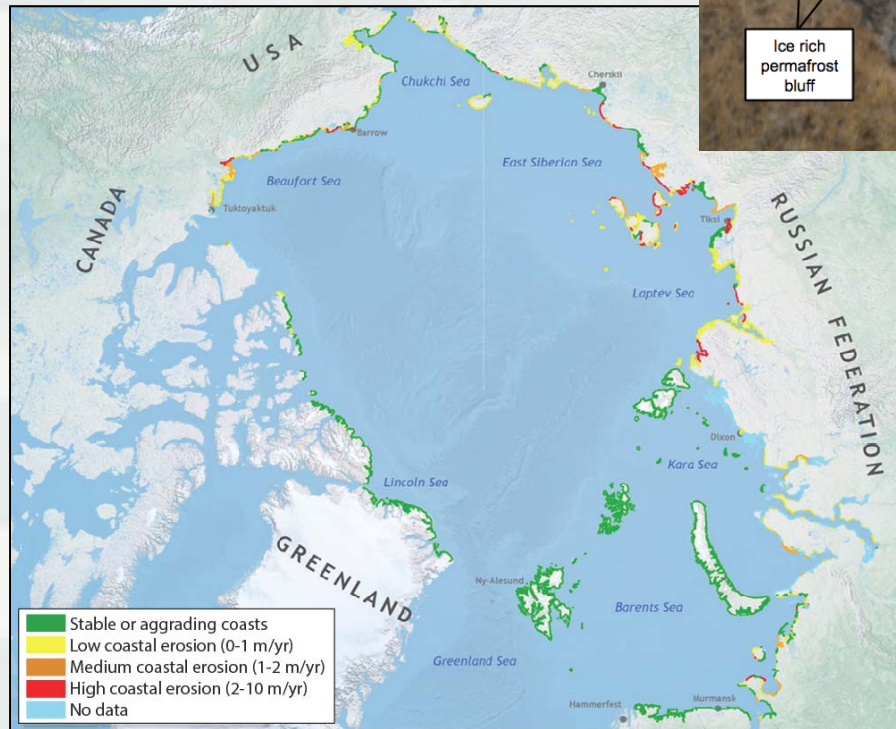 Ice rich
permafrost
bluff
USA
Chukchi Sea
Cherskii
Barrow
East Siberian Sea
Beaufort Sea
CANADA
Tuktoyaktuk
Tiksi
RUSSIAN FEDERATION
Laptev Sea
Dixon
Kara Sea
Lincoln Sea
GREENLAND
Ny-Alesund
Barents Sea
Stable or aggrading coasts
Low coastal erosion (0-1 m/yr)
Medium coastal erosion (1-2 m/yr)
High coastal erosion (2-10 m/yr)
No data
Greenland Sea
Hammerfest
Murmansk